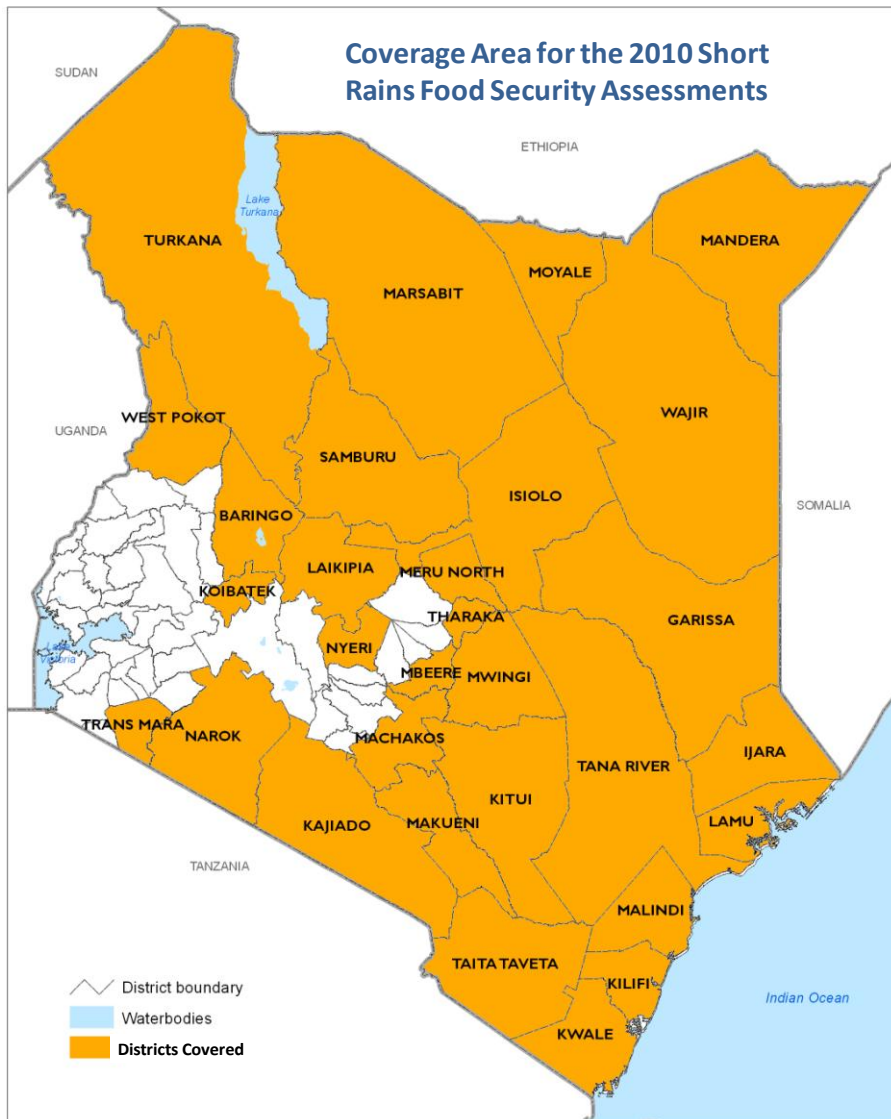 Coverage Area for the 2010 Short
Rains Food Security Assessments
SUDAN
ETHIOPIA
Lake
Turkana
TURKANA
MANDERA
MOYALE
MARSABIT
WAJIR
WEST POKOT
UGANDA
SAMBURU
ISIOLO
SOMALIA
BARINGO
LAIKIPIA
MERU NORTH
KOIBATEK
THARAKA
GARISSA
NYERI
Lake
Victoria
MBEERE
MWINGI
TRANS MARA
NAROK
MACHAKOS
IJARA
TANA RIVER
KITUI
LAMU
KAJIADO
MAKUENI
TANZANIA
MALINDI
TAITA TAVETA
KILIFI
District boundary
Indian Ocean
Waterbodies
KWALE
Districts Covered